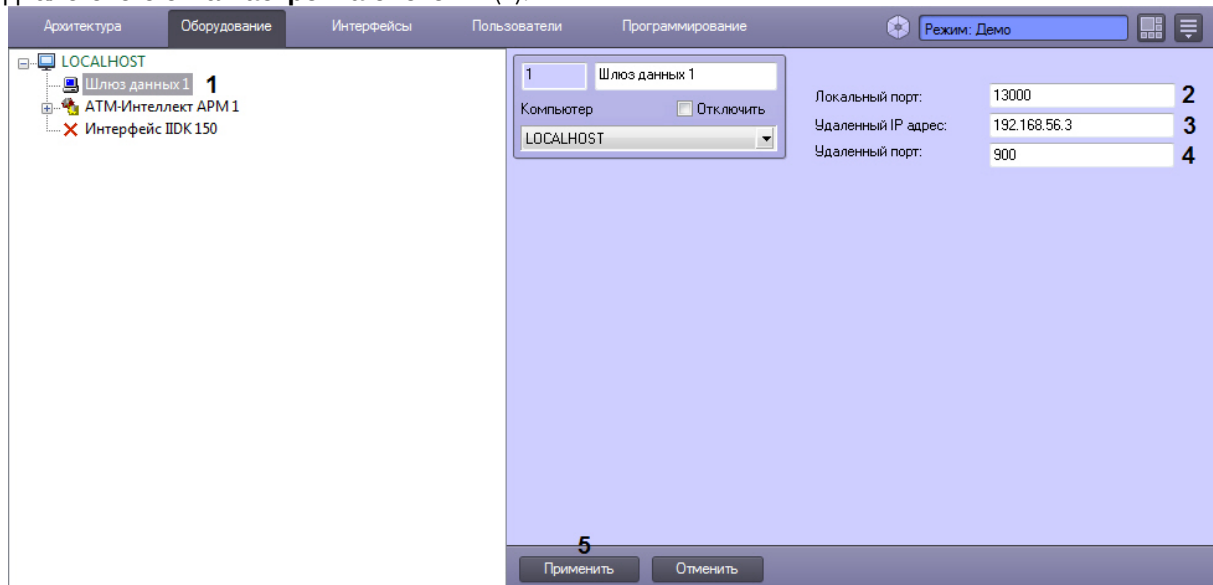 Архитектура Оборудование Интерфейсы Пользователи Программирование Режим: Демо
LOCALHOST
Шлюз данных 1 1
АТМ-Интеллект АРМ 1
Интерфейс IIDK 150
1 Шлюз данных 1
Компьютер Отключить
LOCALHOST
Локальный порт: 13000 2
Удаленный IP адрес: 192.168.56.3 3
Удаленный порт: 900 4
5
Применить Отменить